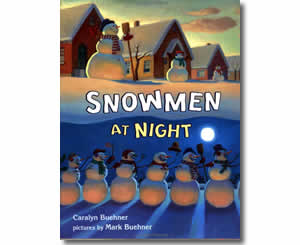 SNOWMEN
AT NIGHT
Caralyn Buehner
pictures by Mark Buehner